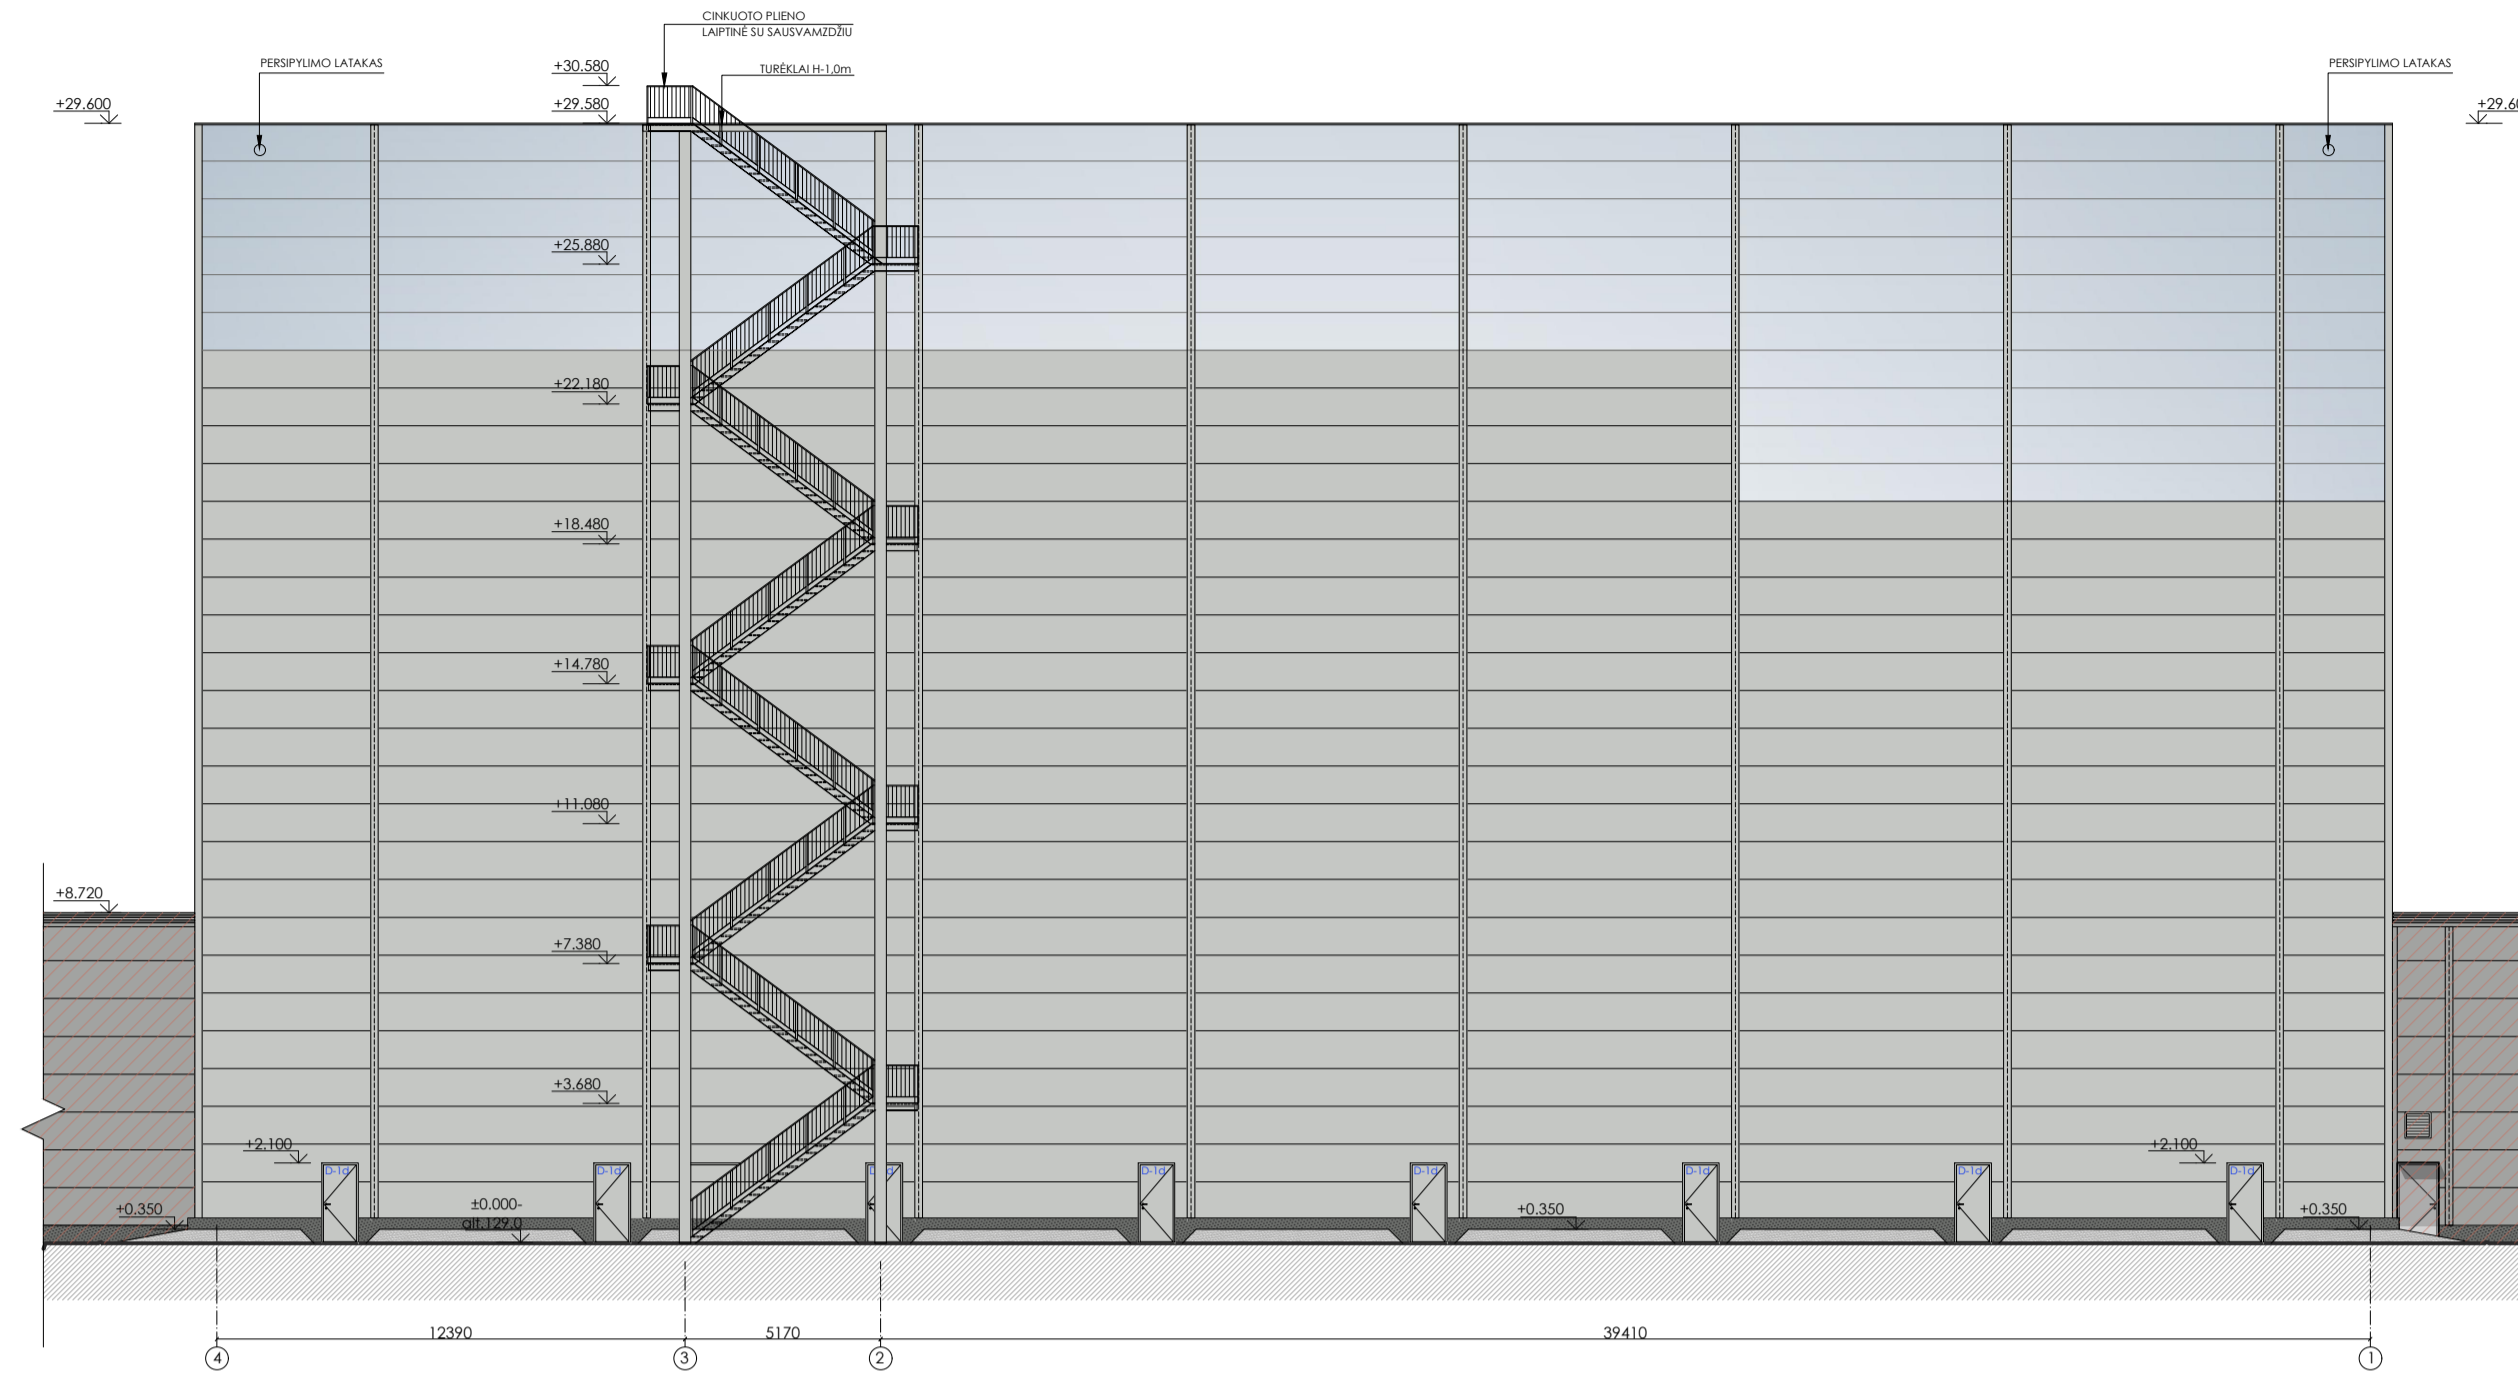 CINKUOTO PLIENO
LAIPTINĖ SU SAUSVAMZDŽIU
PERSIPYLIMO LATAKAS
+30.580
TURĖKLAI H-1,0m
PERSIPYLIMO LATAKAS
+29.600
+29.580
+25.880
+22.180
+18.480
+14.780
+11.080
+8.720
+7.380
+3.680
+2.100
+2.100
D-1d
D-1d
D-1d
D-1d
D-1d
D-1d
D-1d
+0.350
±0.000-
alt.129.0
+0.350
+0.350
12390
5170
39410
4
3
2
1